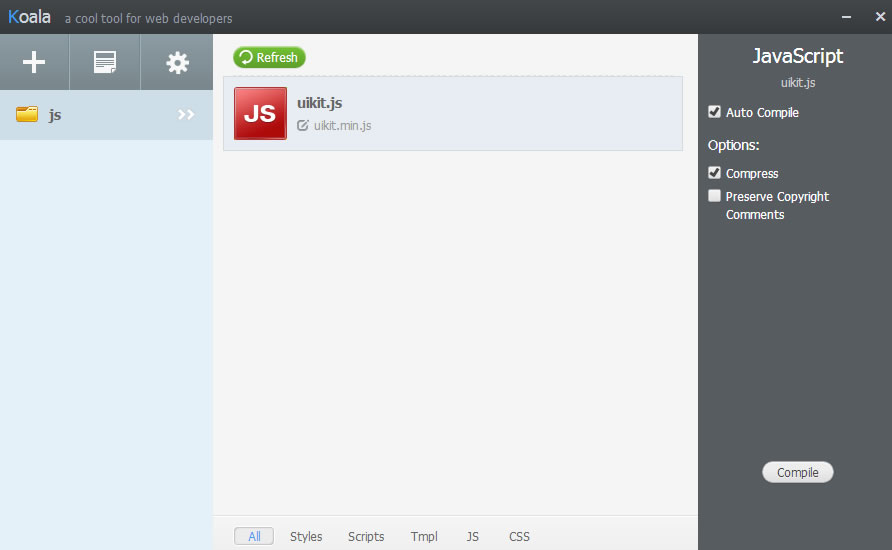 Koala a cool tool for web developers
js
Refresh
JS
uikit.js
uikit.min.js
All Styles Scripts Tmpl JS CSS
JavaScript
uikit.js
Auto Compile
Options:
Compress
Preserve Copyright
Comments
Compile